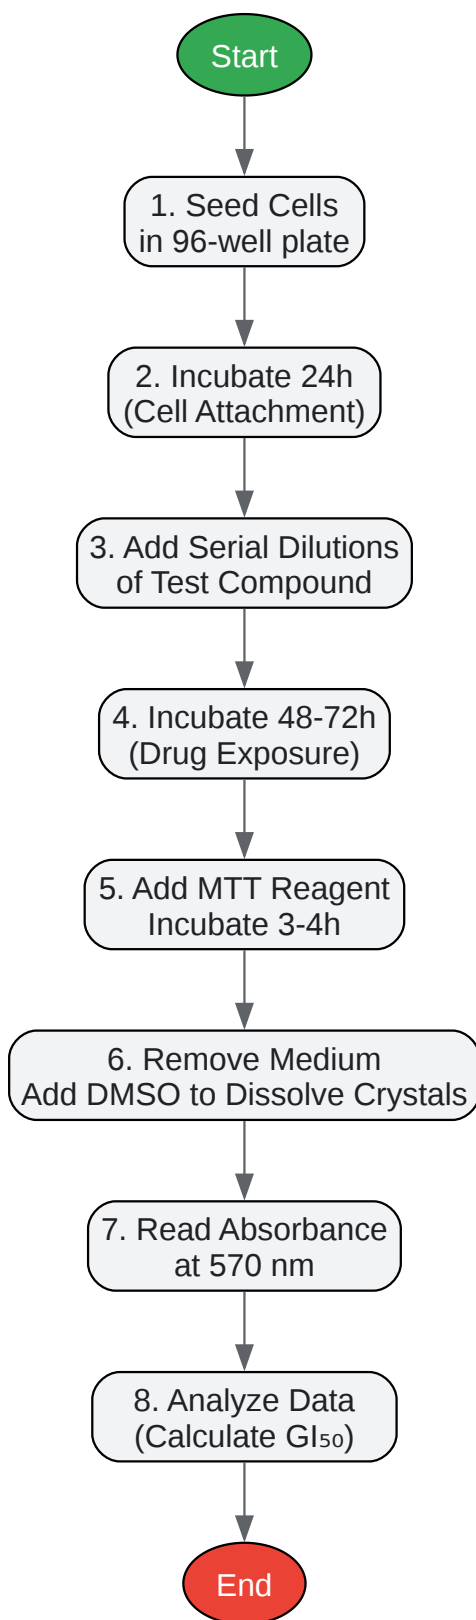 Start
1. Seed Cells
in 96-well plate
2. Incubate 24h
(Cell Attachment)
3. Add Serial Dilutions
of Test Compound
4. Incubate 48-72h
(Drug Exposure)
5. Add MTT Reagent
Incubate 3-4h
6. Remove Medium
Add DMSO to Dissolve Crystals
7. Read Absorbance
at 570 nm
8. Analyze Data
(Calculate GI₅₀)
End